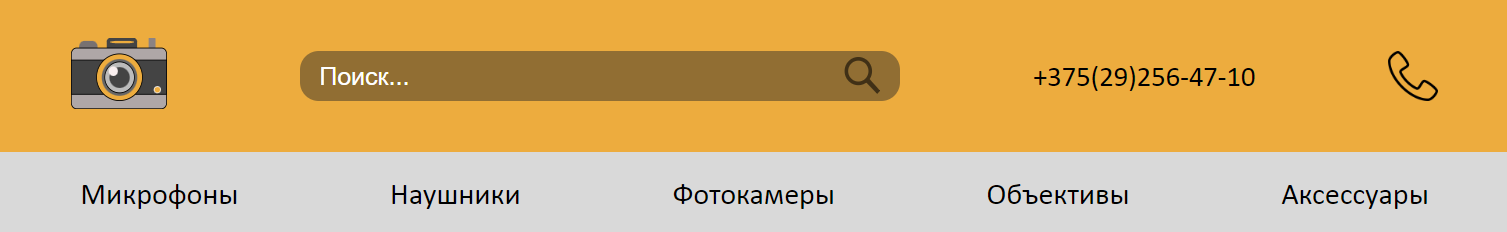 Поиск...
+375(29)256-47-10
Микрофоны Наушники Фотокамеры Объективы Аксессуары